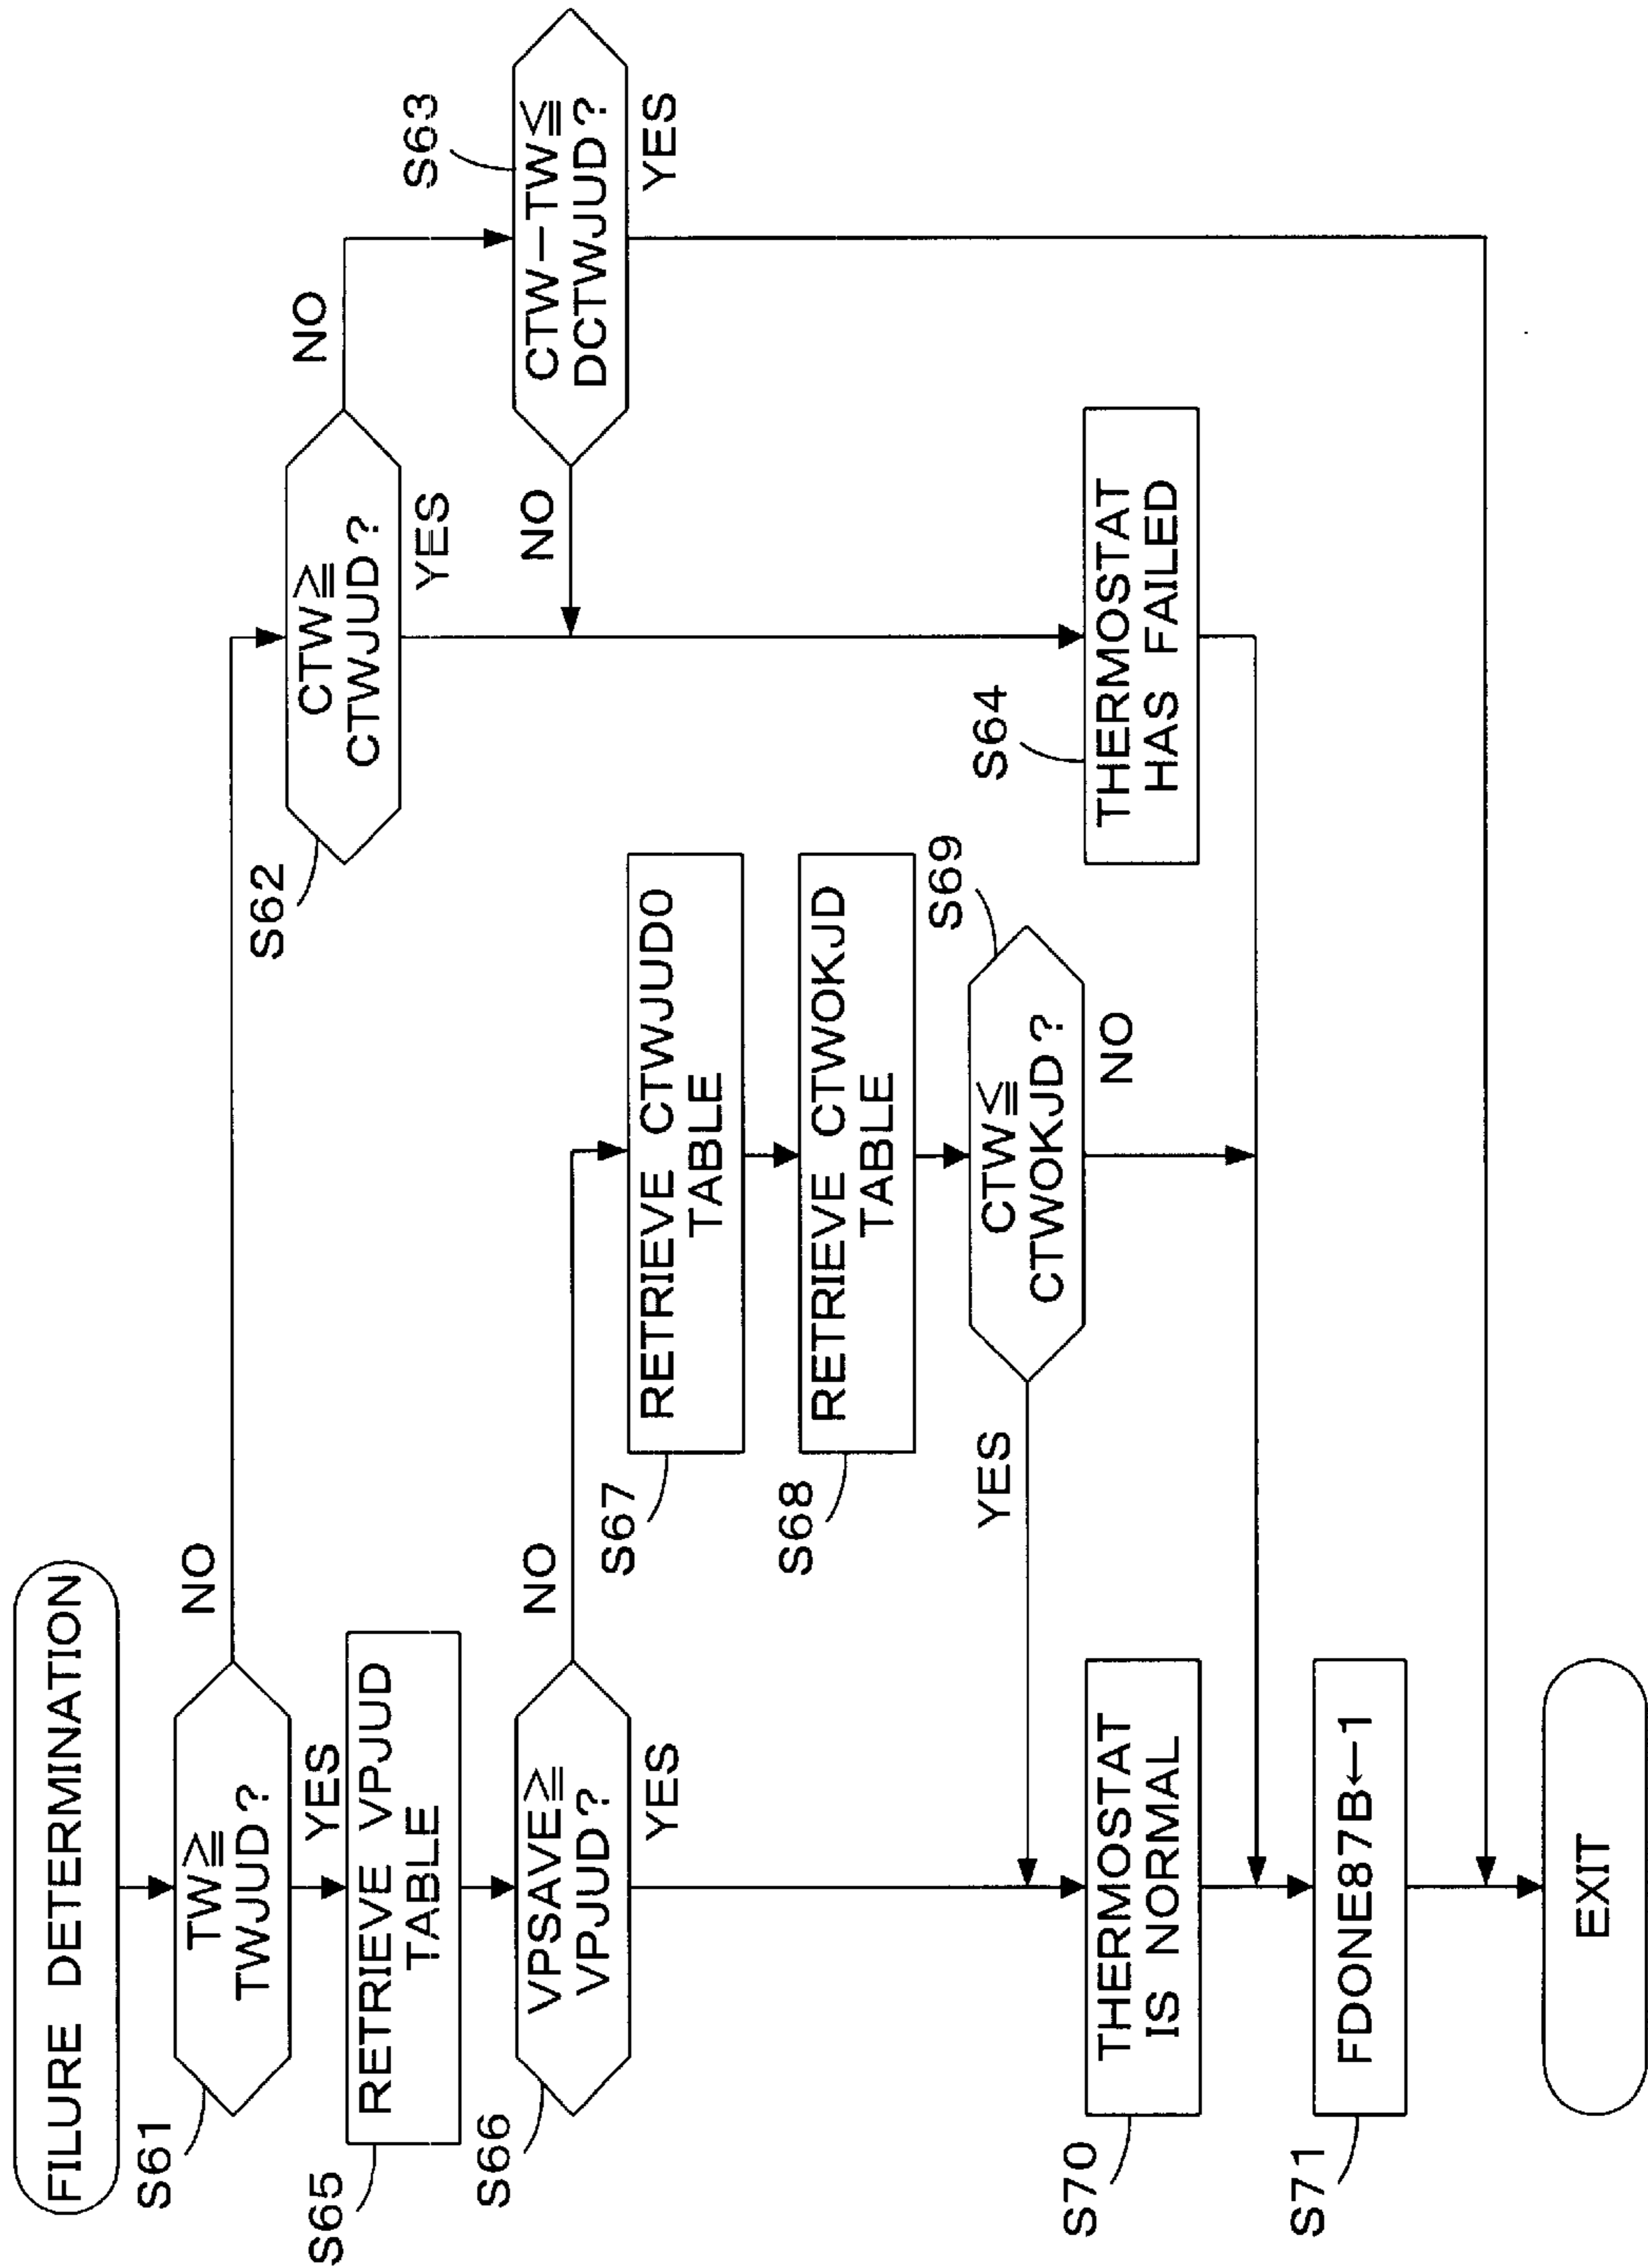 FILURE DETERMINATION
S61
TW≧
TWJUD?
NO
YES
S62
CTW≧
CTWJUD?
NO
YES
S63
CTW−TW≦
DCTWJUD?
NO
YES
S64
THERMOSTAT
HAS FAILED
S65
RETRIEVE VPJUD
TABLE
S66
VPSAVE≧
VPJUD?
NO
YES
S67
RETRIEVE CTWJUD0
TABLE
S68
RETRIEVE CTWOKJD
TABLE
S69
CTW≦
CTWOKJD?
YES
NO
S70
THERMOSTAT
IS NORMAL
S71
FDONE87B←1
EXIT